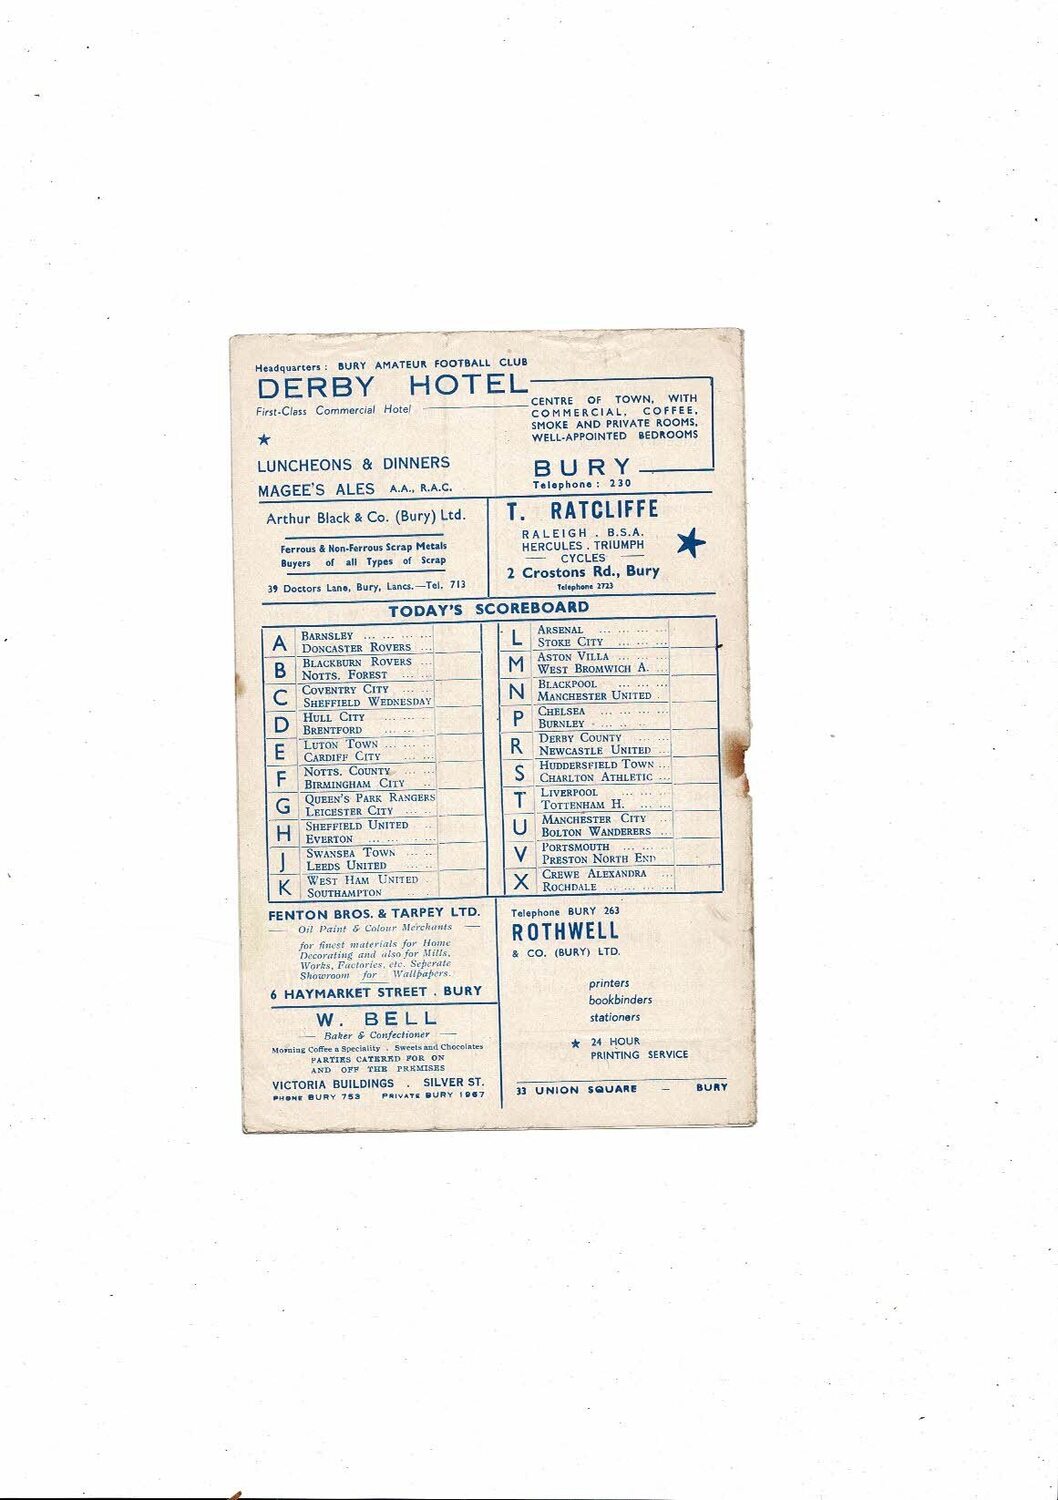 Headquarters : BURY AMATEUR FOOTBALL CLUB
DERBY HOTEL
First-Class Commercial Hotel
CENTRE OF TOWN, WITH
COMMERCIAL, COFFEE,
SMOKE AND PRIVATE ROOMS,
WELL-APPOINTED BEDROOMS
LUNCHEONS & DINNERS
MAGEE'S ALES A.A., R.A.C.
BURY
Telephone : 230
Arthur Black & Co. (Bury) Ltd.
Ferrous & Non-Ferrous Scrap Metals
Buyers of all Types of Scrap
39 Doctors Lane, Bury, Lancs.—Tel. 713
T. RATCLIFFE
RALEIGH . B.S.A.
HERCULES . TRIUMPH
CYCLES
2 Crostons Rd., Bury
Telephone 2723
TODAY'S SCOREBOARD
A BARNSLEY ... ... ... ...
DONCASTER ROVERS ...
B BLACKBURN ROVERS ...
NOTTS. FOREST ... ...
C COVENTRY CITY ... ...
SHEFFIELD WEDNESDAY
D HULL CITY ... ... ...
BRENTFORD ... ... ...
E LUTON TOWN ... ... ...
CARDIFF CITY ... ...
F NOTTS. COUNTY ... ...
BIRMINGHAM CITY ...
G QUEEN'S PARK RANGERS
LEICESTER CITY ... ...
H SHEFFIELD UNITED ...
EVERTON ... ... ... ...
J SWANSEA TOWN ... ...
LEEDS UNITED ... ...
K WEST HAM UNITED .
SOUTHAMPTON ... ...
L ARSENAL ... ... ... ...
STOKE CITY ... ... ...
M ASTON VILLA ... ... ...
WEST BROMWICH A. ...
N BLACKPOOL ... ... ...
MANCHESTER UNITED .
P CHELSEA ... ... ... ...
BURNLEY ... ... ...
R DERBY COUNTY ... ...
NEWCASTLE UNITED ...
S HUDDERSFIELD TOWN ...
CHARLTON ATHLETIC ...
T LIVERPOOL ... ... ...
TOTTENHAM H. ... ...
U MANCHESTER CITY ...
BOLTON WANDERERS ...
V PORTSMOUTH ... ... ...
PRESTON NORTH END
X CREWE ALEXANDRA ...
ROCHDALE ... ... ... ...
FENTON BROS. & TARPEY LTD.
Oil Paint & Colour Merchants
for finest materials for Home
Decorating and also for Mills,
Works, Factories, etc. Seperate
Showroom for Wallpapers.
6 HAYMARKET STREET . BURY
W. BELL
Baker & Confectioner
Morning Coffee a Speciality . Sweets and Chocolates
PARTIES CATERED FOR ON
AND OFF THE PREMISES
VICTORIA BUILDINGS . SILVER ST.
PHONE BURY 753 PRIVATE BURY 1967
Telephone BURY 263
ROTHWELL
& CO. (BURY) LTD.
printers
bookbinders
stationers
24 HOUR
PRINTING SERVICE
33 UNION SQUARE — BURY